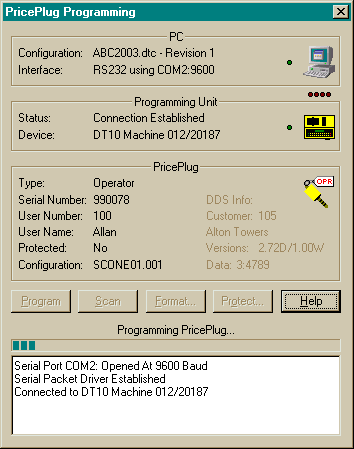 PricePlug Programming
PC
Configuration: ABC2003.dtc - Revision 1
Interface: RS232 using COM2:9600
Programming Unit
Status: Connection Established
Device: DT10 Machine 012/20187
PricePlug
OPR
Type: Operator
Serial Number: 990078 DDS Info:
User Number: 100 Customer: 105
User Name: Allan Alton Towers
Protected: No Versions: 2.72D/1.00W
Configuration: SCONE01.001 Data: 3:4789
Program Scan Format... Protect... Help
Programming PricePlug...
Serial Port COM2: Opened At 9600 Baud
Serial Packet Driver Established
Connected to DT10 Machine 012/20187